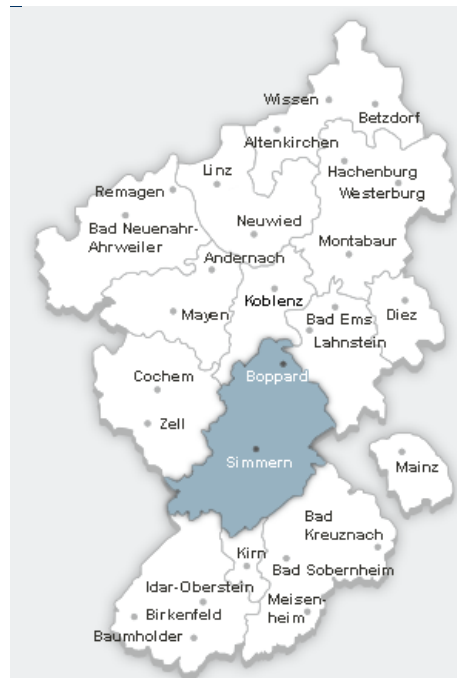 Wissen
Betzdorf
Altenkirchen
Linz
Hachenburg
Westerburg
Remagen
Neuwied
Bad Neuenahr-
Ahrweiler
Montabaur
Andernach
Koblenz
Mayen
Bad Ems
Diez
Lahnstein
Boppard
Cochem
Zell
Simmern
Mainz
Bad
Kreuznach
Kirn
Bad Sobernheim
Idar-Oberstein
Meisen-
heim
Birkenfeld
Baumholder